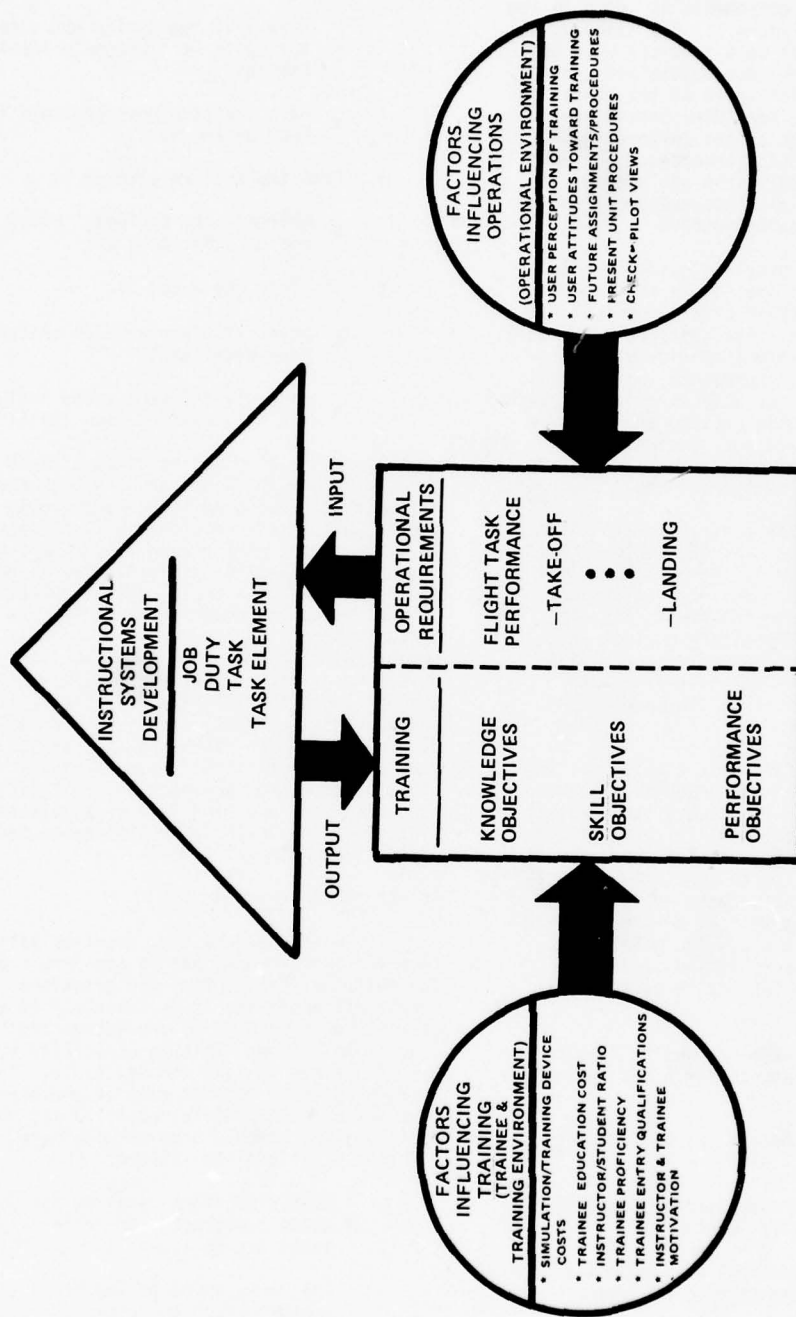 INSTRUCTIONAL
SYSTEMS
DEVELOPMENT
JOB
DUTY
TASK
TASK ELEMENT
OUTPUT
INPUT
FACTORS
INFLUENCING
TRAINING
(TRAINEE &
TRAINING ENVIRONMENT)
* SIMULATION/TRAINING DEVICE
COSTS
* TRAINEE EDUCATION COST
* INSTRUCTOR/STUDENT RATIO
* TRAINEE PROFICIENCY
* TRAINEE ENTRY QUALIFICATIONS
* INSTRUCTOR & TRAINEE
MOTIVATION
TRAINING
KNOWLEDGE
OBJECTIVES
SKILL
OBJECTIVES
PERFORMANCE
OBJECTIVES
OPERATIONAL
REQUIREMENTS
FLIGHT TASK
PERFORMANCE
–TAKE-OFF
–LANDING
FACTORS
INFLUENCING
OPERATIONS
(OPERATIONAL ENVIRONMENT)
* USER PERCEPTION OF TRAINING
* USER ATTITUDES TOWARD TRAINING
* FUTURE ASSIGNMENTS/PROCEDURES
* PRESENT UNIT PROCEDURES
* CHECK-PILOT VIEWS